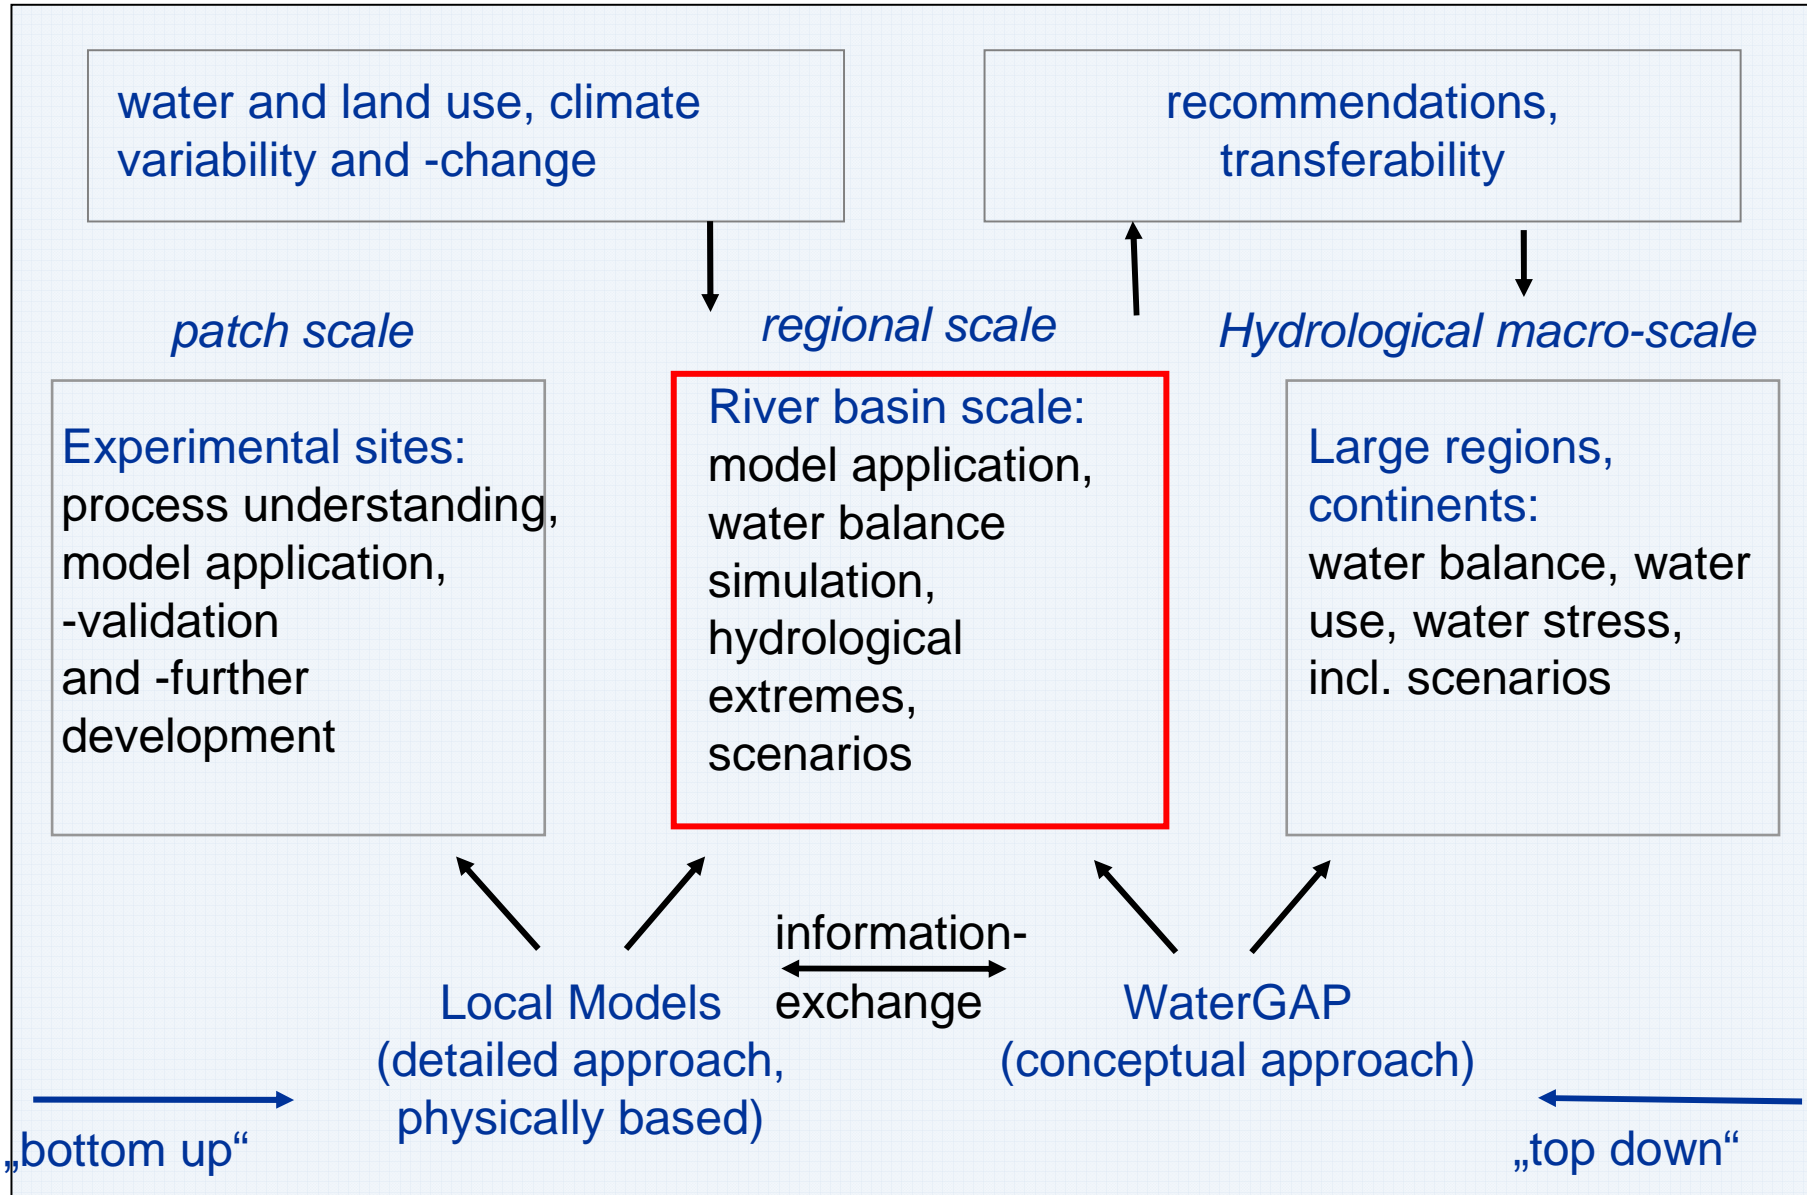 water and land use, climate
variability and -change
recommendations,
transferability
patch scale
regional scale
Hydrological macro-scale
Experimental sites:
process understanding,
model application,
-validation
and -further
development
River basin scale:
model application,
water balance
simulation,
hydrological
extremes,
scenarios
Large regions,
continents:
water balance, water
use, water stress,
incl. scenarios
information-
exchange
Local Models
(detailed approach,
physically based)
WaterGAP
(conceptual approach)
„bottom up“
„top down“